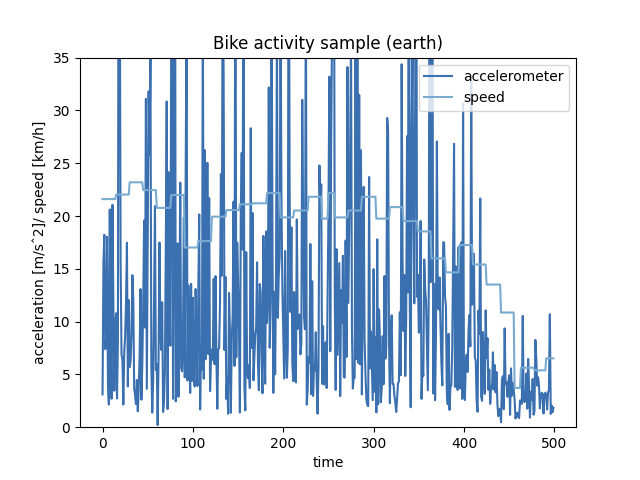 Bike activity sample (earth)
accelerometer
speed
acceleration [m/s^2]/ speed [km/h]
35
30
25
20
15
10
5
0
0 100 200 300 400 500
time